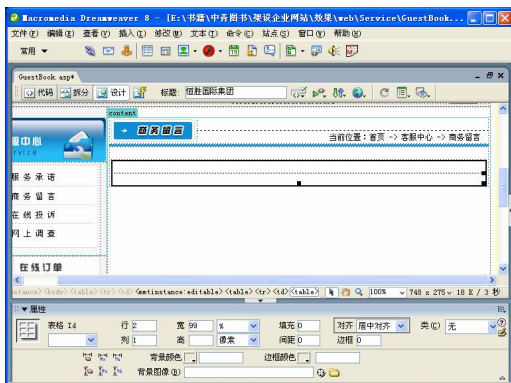 Macromedia Dreamweaver 8 - [E:\书籍\中青图书\架设企业网站\效果\web\Service\GuestBook...
文件(F) 编辑(E) 查看(V) 插入(I) 修改(M) 文本(T) 命令(C) 站点(S) 窗口(W) 帮助(H)
常用
GuestBook.asp*
代码 拆分 设计 标题: 恒胜国际集团
content
商务留言
当前位置：首页 -> 客服中心 -> 商务留言
服中心
rvice
服务承诺
商务留言
在线投诉
网上调查
在线订单
stance> <body> <table> <tr> <td> <mmtinstance:editable> <table> <tr> <td> <table> 100% 748 x 275 18 K / 3 秒
属性
表格 Id 行 2 宽 99 % 填充 0 对齐 居中对齐 类(C) 无
列 1 高 像素 间距 0 边框 0
背景颜色 边框颜色
背景图像(B)